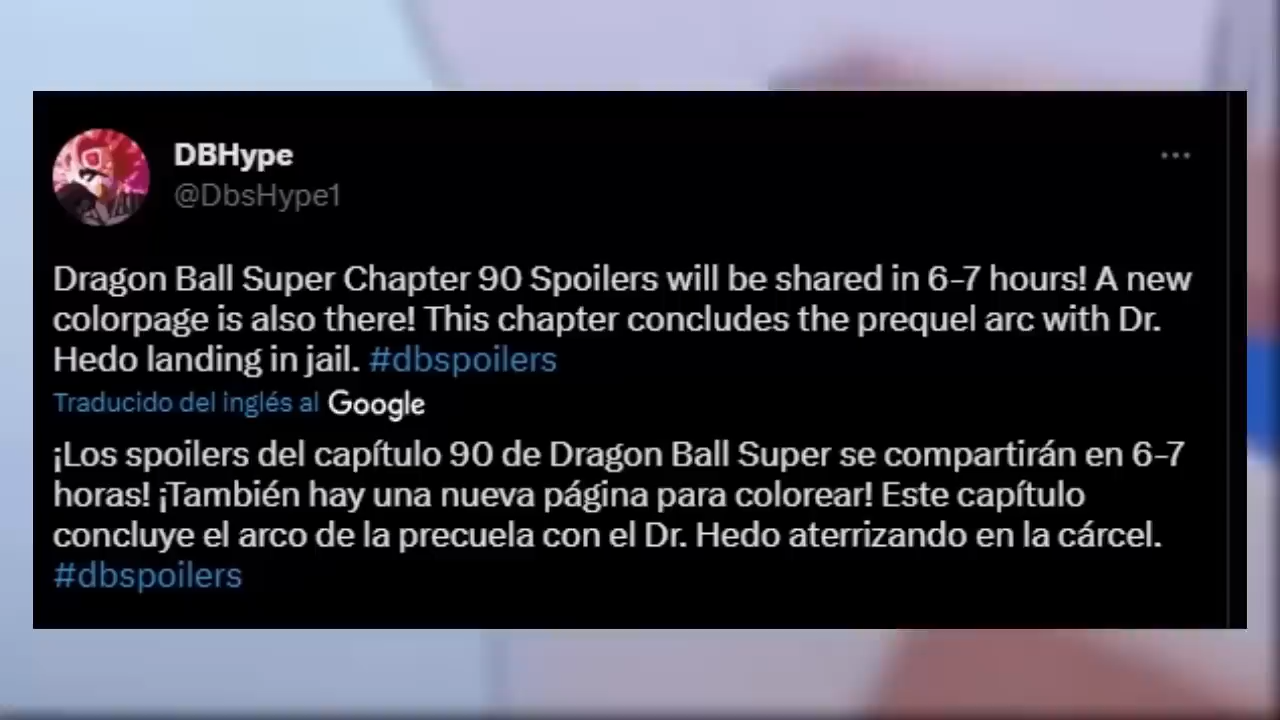 DBHype
@DbsHype1
Dragon Ball Super Chapter 90 Spoilers will be shared in 6-7 hours! A new
colorpage is also there! This chapter concludes the prequel arc with Dr.
Hedo landing in jail. #dbspoilers
Traducido del inglés al Google
¡Los spoilers del capítulo 90 de Dragon Ball Super se compartirán en 6-7
horas! ¡También hay una nueva página para colorear! Este capítulo
concluye el arco de la precuela con el Dr. Hedo aterrizando en la cárcel.
#dbspoilers